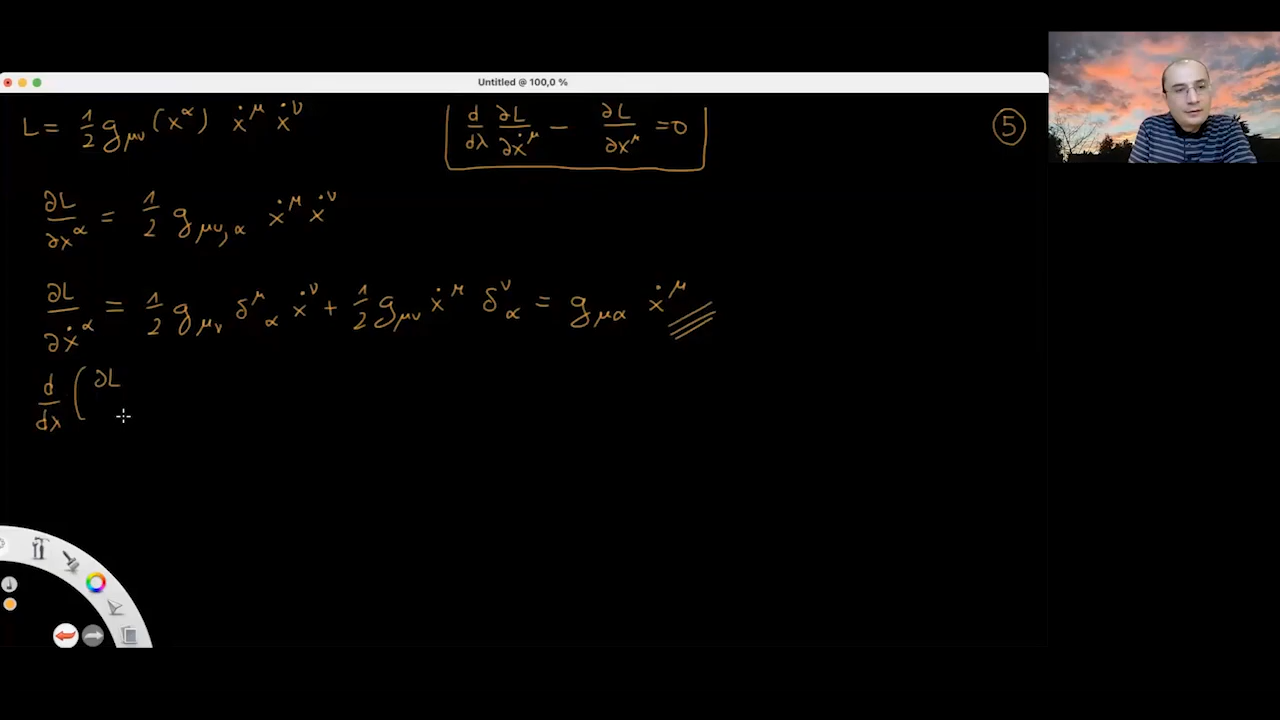 Untitled @ 100,0 %
L = 1/2 g_μν (x^α) ẋ^μ ẋ^ν   d/dλ ∂L/∂ẋ^μ − ∂L/∂x^μ = 0   5
∂L/∂x^α = 1/2 g_μν,α ẋ^μ ẋ^ν
∂L/∂ẋ^α = 1/2 g_μν δ^μ_α ẋ^ν + 1/2 g_μν ẋ^μ δ^ν_α = g_μα ẋ^μ
d/dλ ( ∂L